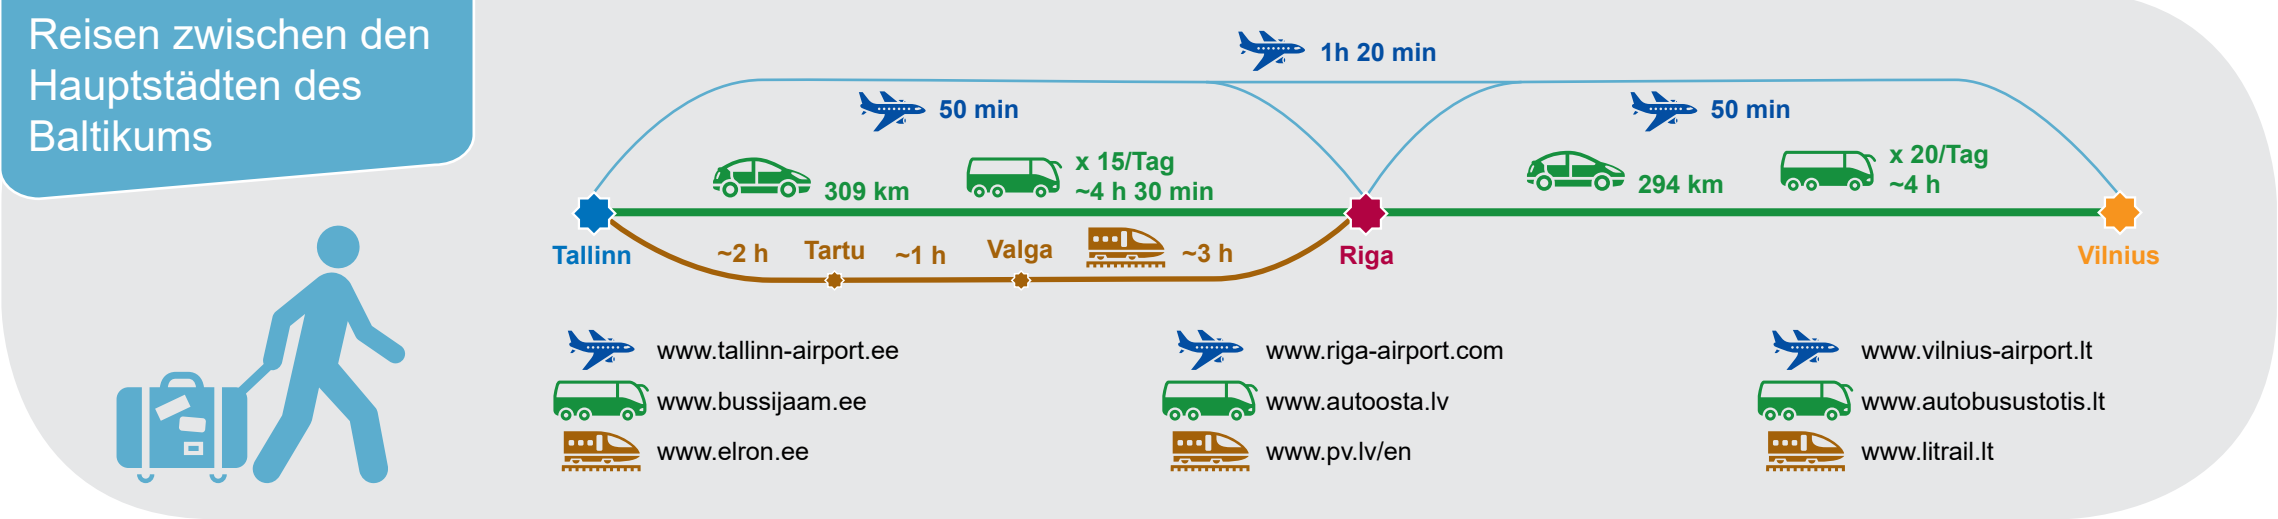 Reisen zwischen den
Hauptstädten des
Baltikums
1h 20 min
50 min
50 min
309 km
x 15/Tag
~4 h 30 min
294 km
x 20/Tag
~4 h
Tallinn
~2 h
Tartu
~1 h
Valga
~3 h
Riga
Vilnius
www.tallinn-airport.ee
www.bussijaam.ee
www.elron.ee
www.riga-airport.com
www.autoosta.lv
www.pv.lv/en
www.vilnius-airport.lt
www.autobusustotis.lt
www.litrail.lt